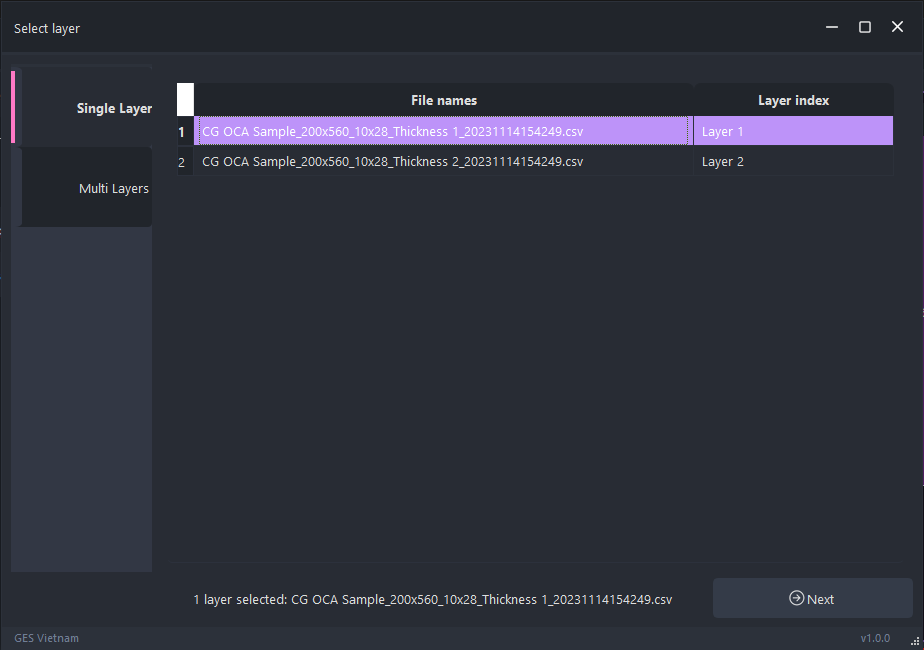 Select layer
Single Layer
Multi Layers
File names Layer index
1 CG OCA Sample_200x560_10x28_Thickness 1_20231114154249.csv Layer 1
2 CG OCA Sample_200x560_10x28_Thickness 2_20231114154249.csv Layer 2
1 layer selected: CG OCA Sample_200x560_10x28_Thickness 1_20231114154249.csv
Next
GES Vietnam v1.0.0